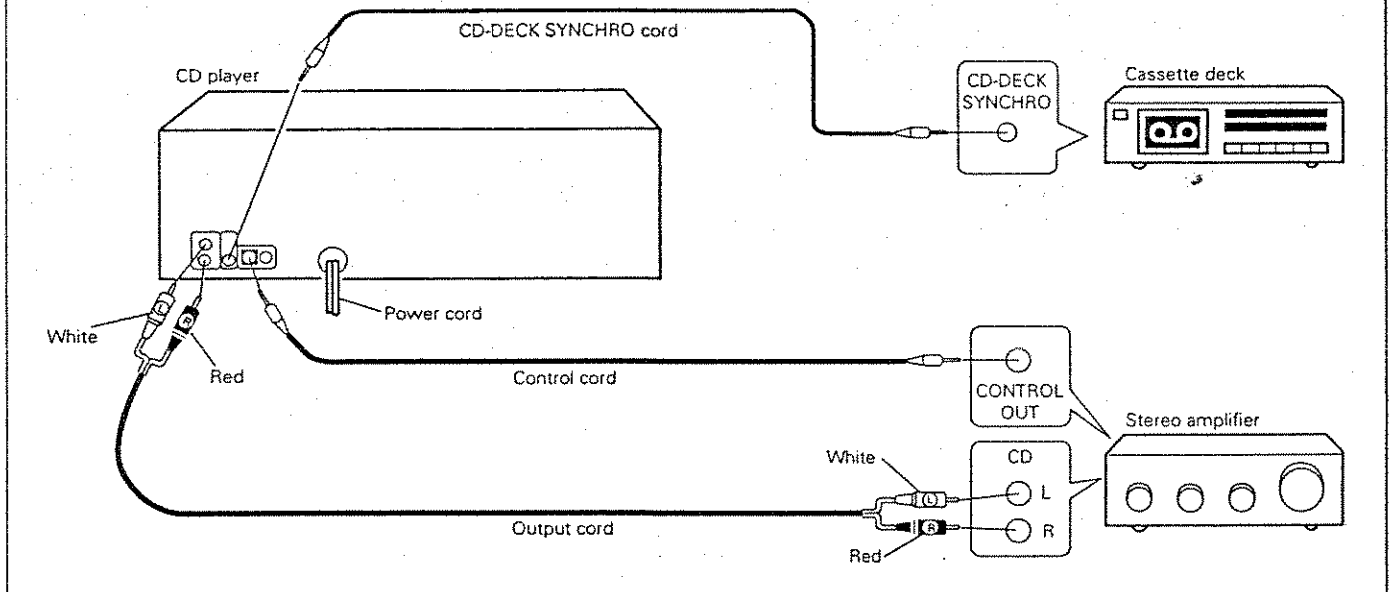 CD-DECK SYNCHRO cord
CD player
CD-DECK
SYNCHRO
Cassette deck
Power cord
White
L
R
Red
Control cord
CONTROL
OUT
Stereo amplifier
White
CD
L
L
R
R
Output cord
Red